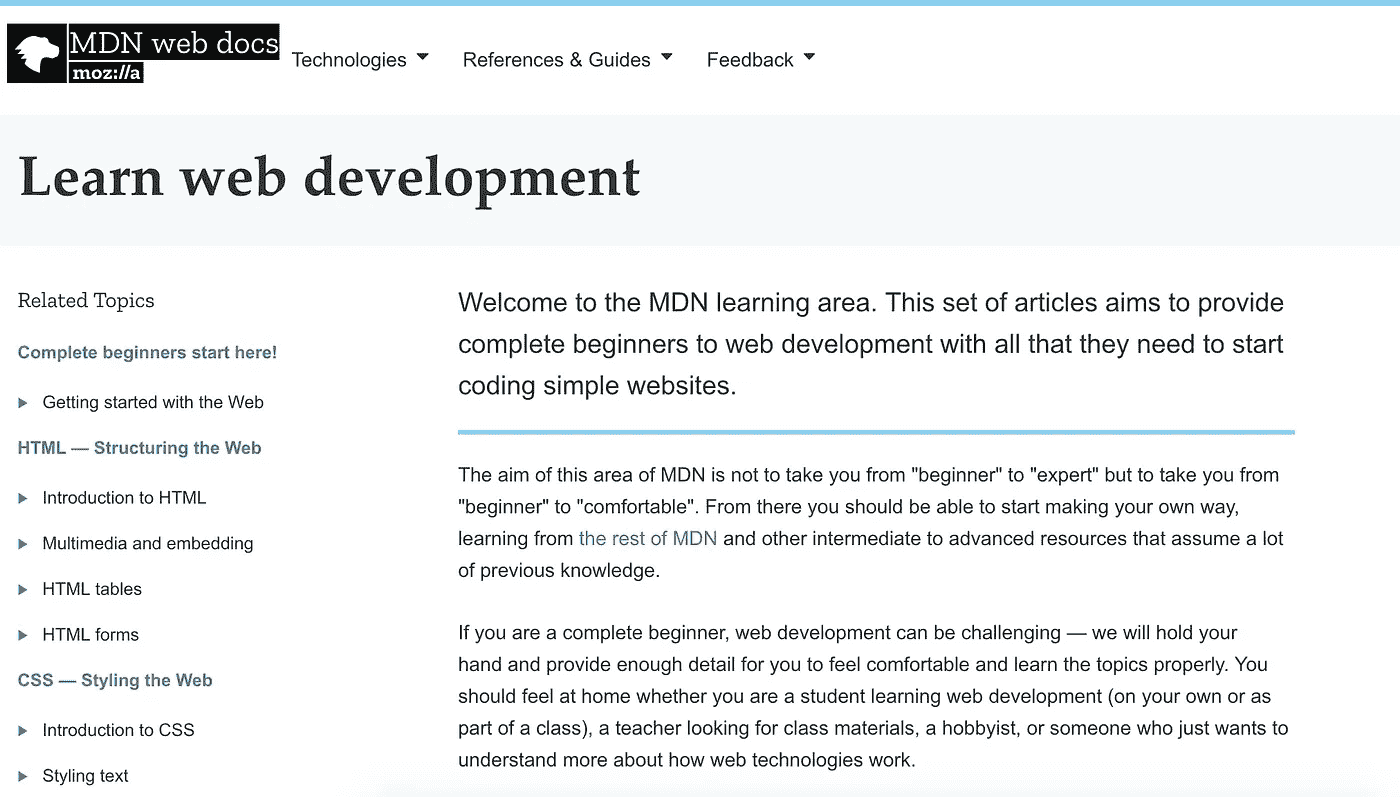 MDN web docs
moz://a
Technologies
References & Guides
Feedback
Learn web development
Related Topics
Complete beginners start here!
Getting started with the Web
HTML — Structuring the Web
Introduction to HTML
Multimedia and embedding
HTML tables
HTML forms
CSS — Styling the Web
Introduction to CSS
Styling text
Welcome to the MDN learning area. This set of articles aims to provide
complete beginners to web development with all that they need to start
coding simple websites.
The aim of this area of MDN is not to take you from "beginner" to "expert" but to take you from
"beginner" to "comfortable". From there you should be able to start making your own way,
learning from the rest of MDN and other intermediate to advanced resources that assume a lot
of previous knowledge.
If you are a complete beginner, web development can be challenging — we will hold your
hand and provide enough detail for you to feel comfortable and learn the topics properly. You
should feel at home whether you are a student learning web development (on your own or as
part of a class), a teacher looking for class materials, a hobbyist, or someone who just wants to
understand more about how web technologies work.